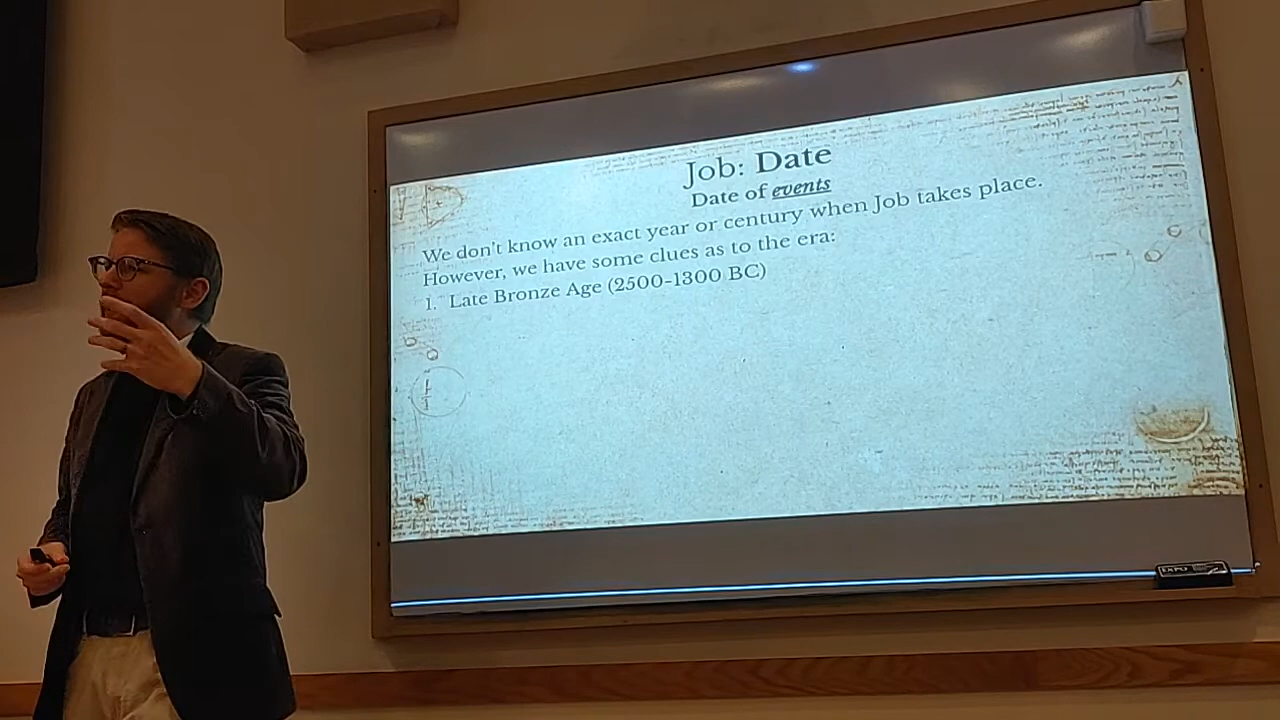 Job: Date
Date of events
We don't know an exact year or century when Job takes place.
However, we have some clues as to the era:
1. Late Bronze Age (2500-1300 BC)
EXPO